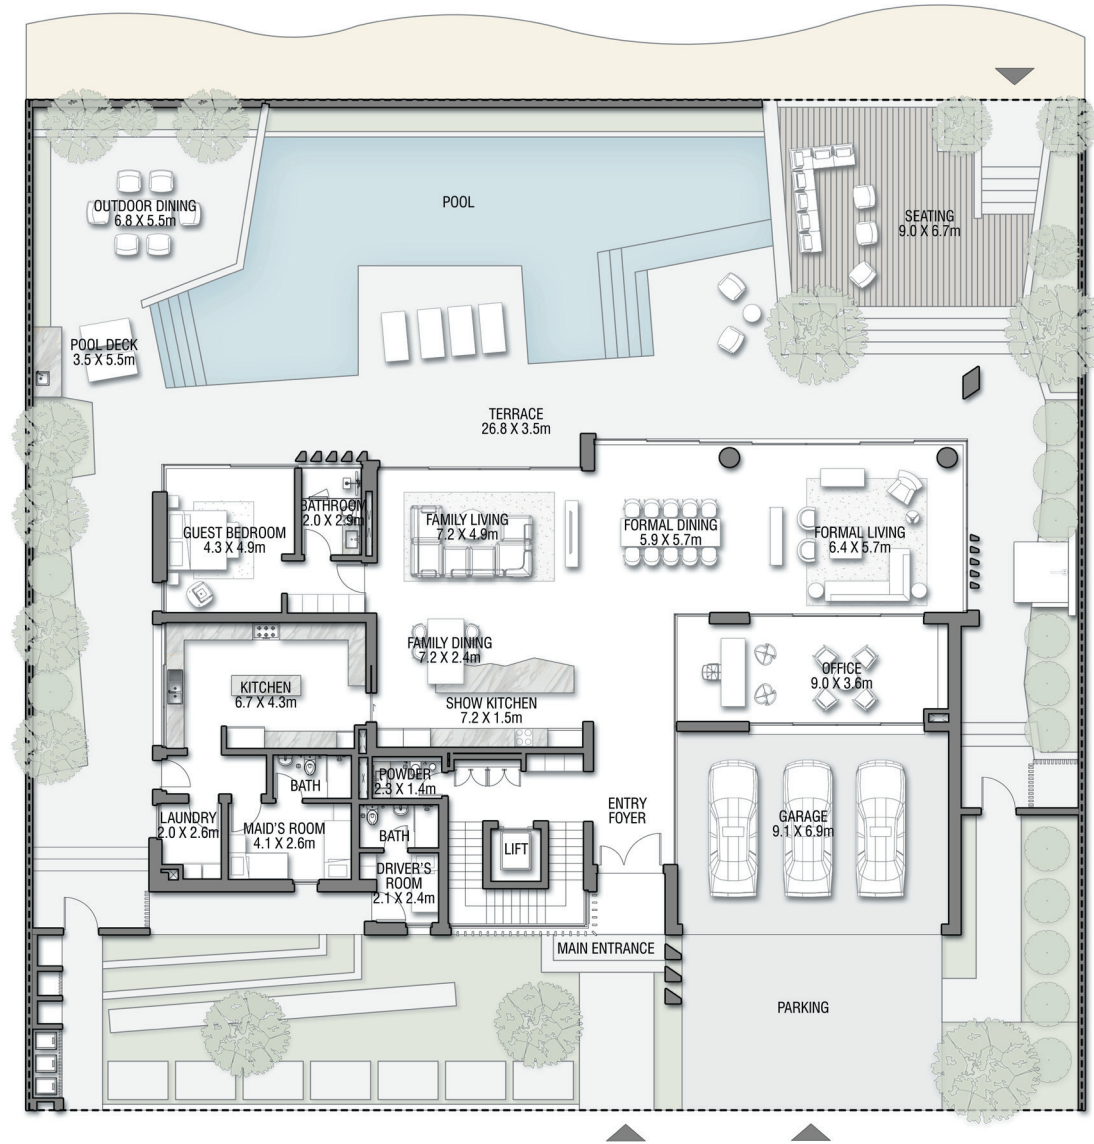 POOL
OUTDOOR DINING
6.8 X 5.5m
SEATING
9.0 X 6.7m
POOL DECK
3.5 X 5.5m
TERRACE
26.8 X 3.5m
BATHROOM
2.0 X 2.9m
GUEST BEDROOM
4.3 X 4.9m
FAMILY LIVING
7.2 X 4.9m
FORMAL DINING
5.9 X 5.7m
FORMAL LIVING
6.4 X 5.7m
FAMILY DINING
7.2 X 2.4m
OFFICE
9.0 X 3.6m
KITCHEN
6.7 X 4.3m
SHOW KITCHEN
7.2 X 1.5m
POWDER
2.3 X 1.4m
BATH
LAUNDRY
2.0 X 2.6m
MAID'S ROOM
4.1 X 2.6m
BATH
LIFT
ENTRY
FOYER
GARAGE
9.1 X 6.9m
DRIVER'S
ROOM
2.1 X 2.4m
MAIN ENTRANCE
PARKING